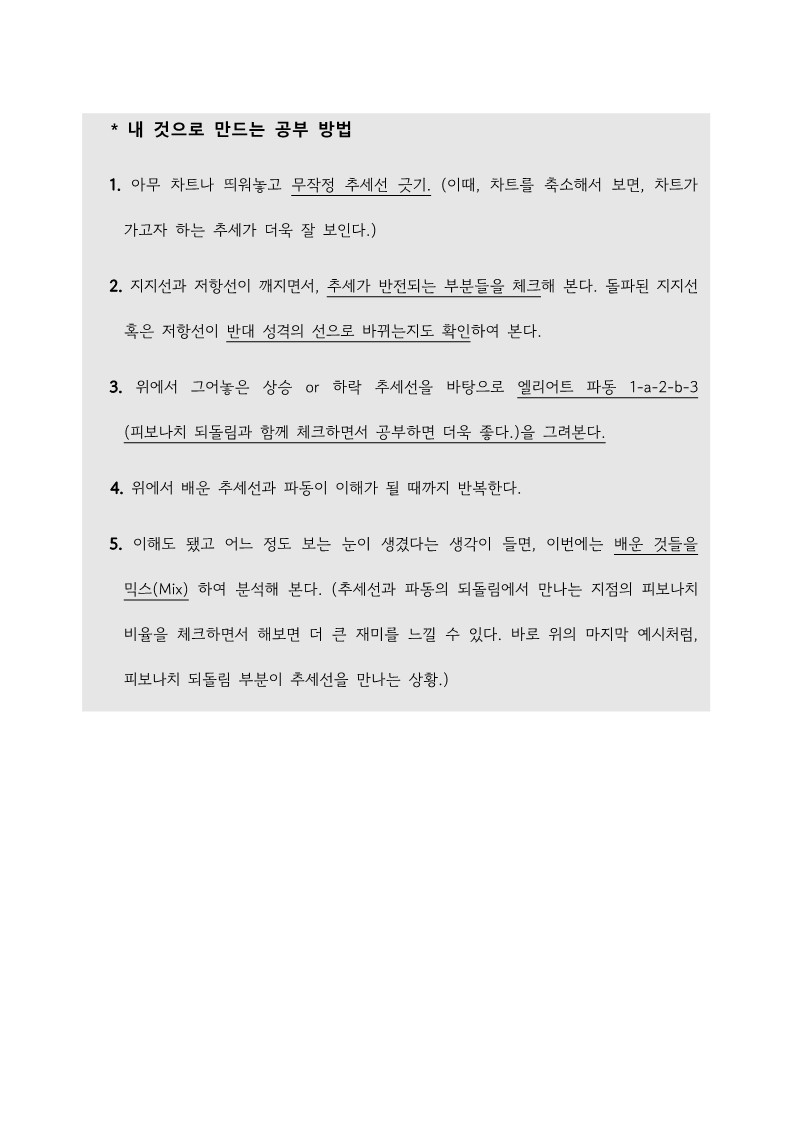 * 내 것으로 만드는 공부 방법
1. 아무 차트나 띄워놓고 무작정 추세선 긋기. (이때, 차트를 축소해서 보면, 차트가
가고자 하는 추세가 더욱 잘 보인다.)
2. 지지선과 저항선이 깨지면서, 추세가 반전되는 부분들을 체크해 본다. 돌파된 지지선
혹은 저항선이 반대 성격의 선으로 바뀌는지도 확인하여 본다.
3. 위에서 그어놓은 상승 or 하락 추세선을 바탕으로 엘리어트 파동 1-a-2-b-3
(피보나치 되돌림과 함께 체크하면서 공부하면 더욱 좋다.)을 그려본다.
4. 위에서 배운 추세선과 파동이 이해가 될 때까지 반복한다.
5. 이해도 됐고 어느 정도 보는 눈이 생겼다는 생각이 들면, 이번에는 배운 것들을
믹스(Mix) 하여 분석해 본다. (추세선과 파동의 되돌림에서 만나는 지점의 피보나치
비율을 체크하면서 해보면 더 큰 재미를 느낄 수 있다. 바로 위의 마지막 예시처럼,
피보나치 되돌림 부분이 추세선을 만나는 상황.)